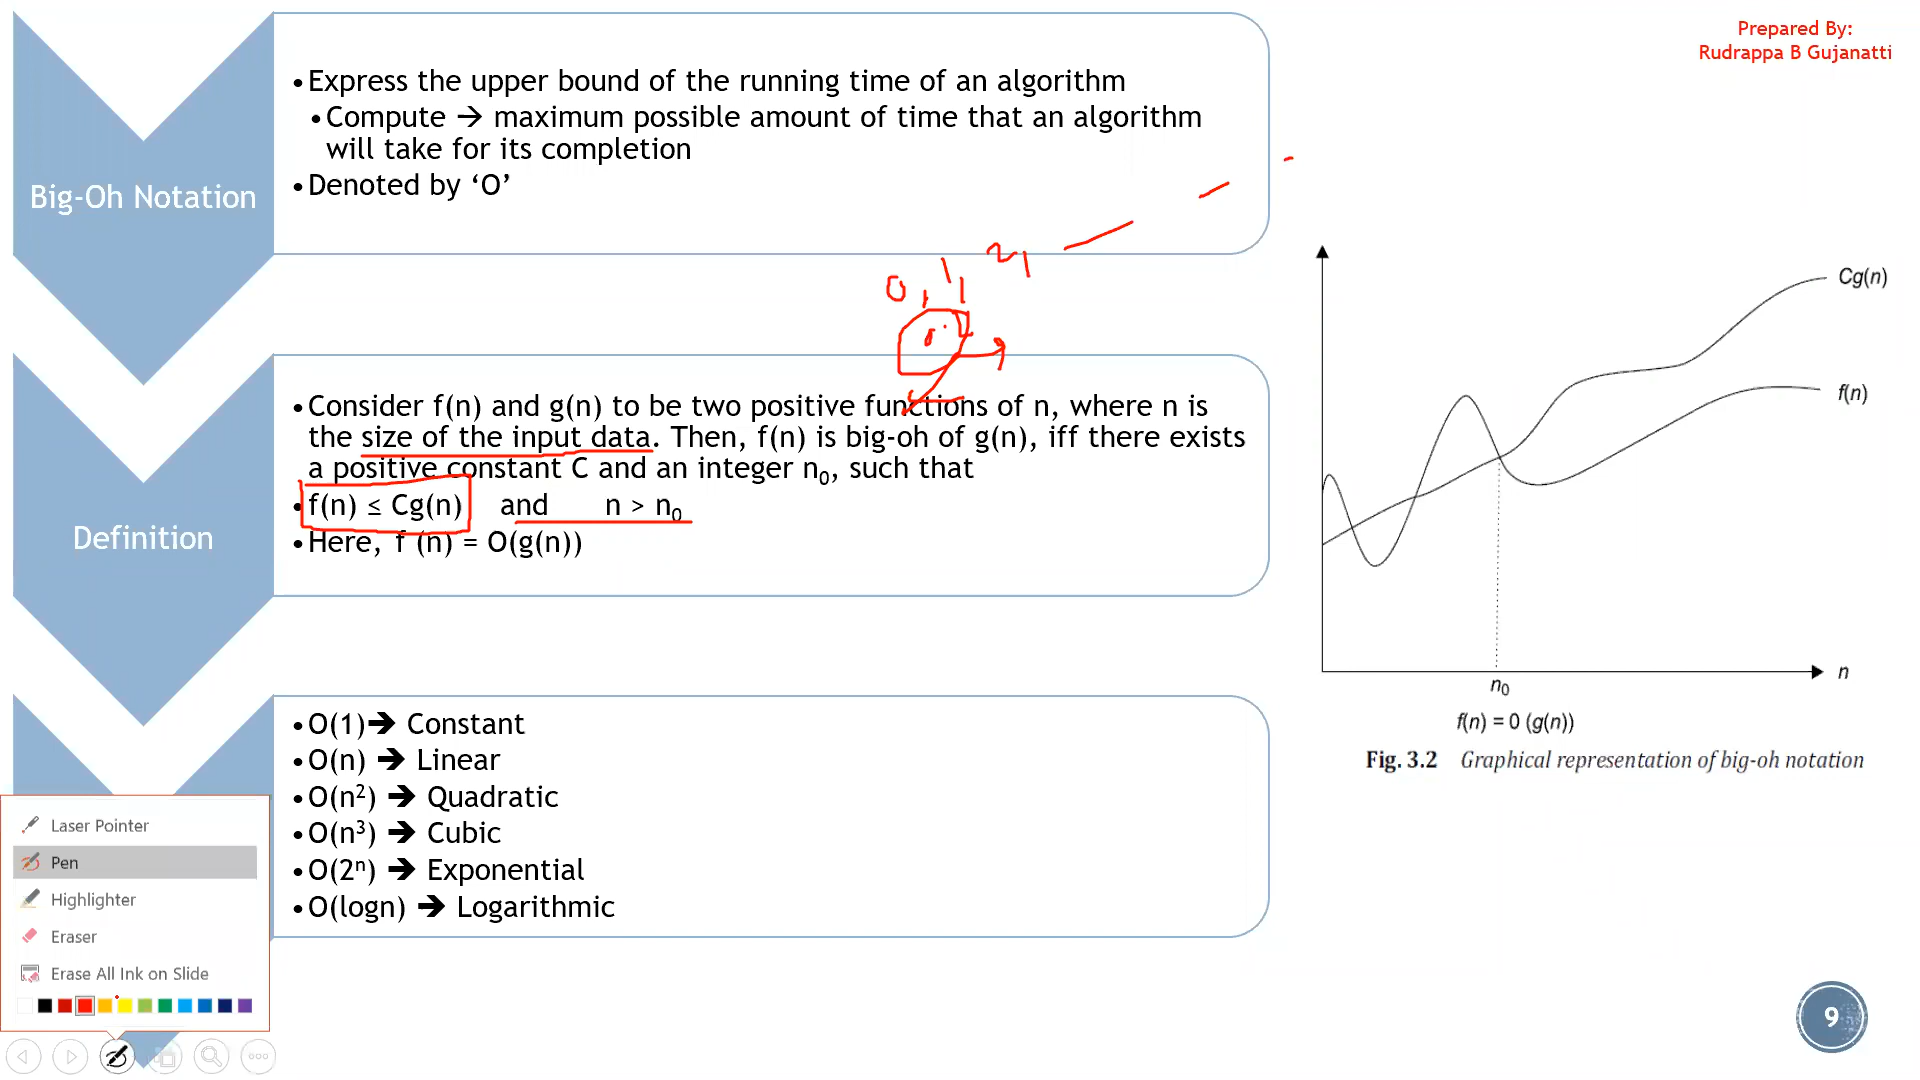 Prepared By:
Rudrappa B Gujanatti
Big-Oh Notation
•Express the upper bound of the running time of an algorithm
•Compute → maximum possible amount of time that an algorithm
will take for its completion
•Denoted by ‘O’
0, 1, 2,
Definition
•Consider f(n) and g(n) to be two positive functions of n, where n is
the size of the input data. Then, f(n) is big-oh of g(n), iff there exists
a positive constant C and an integer n₀, such that
•f(n) ≤ Cg(n) and n > n₀
•Here, f (n) = O(g(n))
•O(1)➔ Constant
•O(n) ➔ Linear
•O(n²) ➔ Quadratic
•O(n³) ➔ Cubic
•O(2ⁿ) ➔ Exponential
•O(logn) ➔ Logarithmic
Cg(n)
f(n)
n
n₀
f(n) = 0 (g(n))
Fig. 3.2 Graphical representation of big-oh notation
Laser Pointer
Pen
Highlighter
Eraser
Erase All Ink on Slide
9